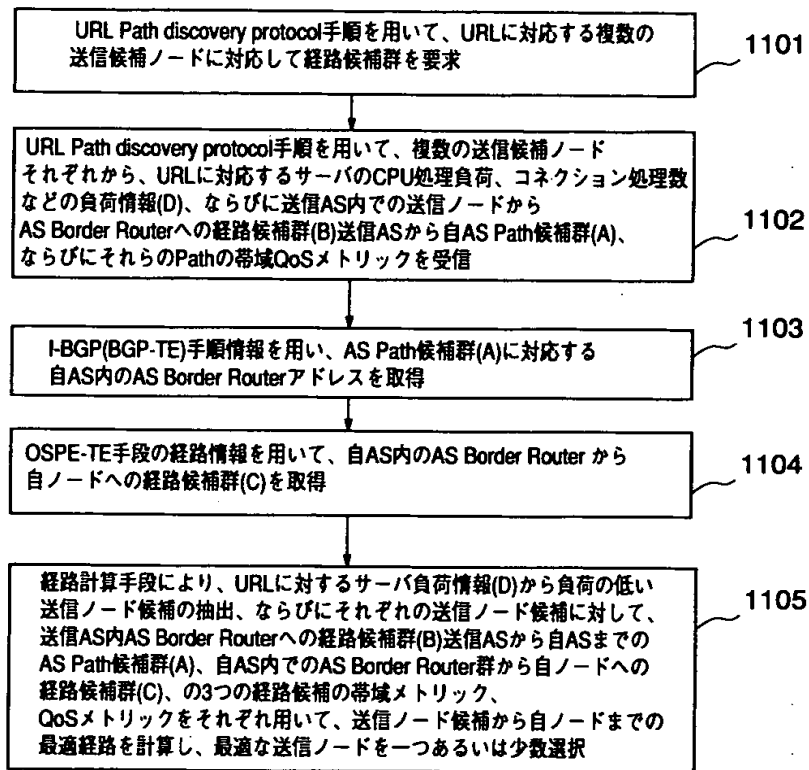 URL Path discovery protocol手順を用いて、URLに対応する複数の
送信候補ノードに対応して経路候補群を要求
1101
URL Path discovery protocol手順を用いて、複数の送信候補ノード
それぞれから、URLに対応するサーバのCPU処理負荷、コネクション処理数
などの負荷情報(D)、ならびに送信AS内での送信ノードから
AS Border Routerへの経路候補群(B)送信ASから自AS Path候補群(A)、
ならびにそれらのPathの帯域QoSメトリックを受信
1102
I-BGP(BGP-TE)手順情報を用い、AS Path候補群(A)に対応する
自AS内のAS Border Routerアドレスを取得
1103
OSPE-TE手段の経路情報を用いて、自AS内のAS Border Router から
自ノードへの経路候補群(C)を取得
1104
経路計算手段により、URLに対するサーバ負荷情報(D)から負荷の低い
送信ノード候補の抽出、ならびにそれぞれの送信ノード候補に対して、
送信AS内AS Border Routerへの経路候補群(B)送信ASから自ASまでの
AS Path候補群(A)、自AS内でのAS Border Router群から自ノードへの
経路候補群(C)、の3つの経路候補の帯域メトリック、
QoSメトリックをそれぞれ用いて、送信ノード候補から自ノードまでの
最適経路を計算し、最適な送信ノードを一つあるいは少数選択
1105